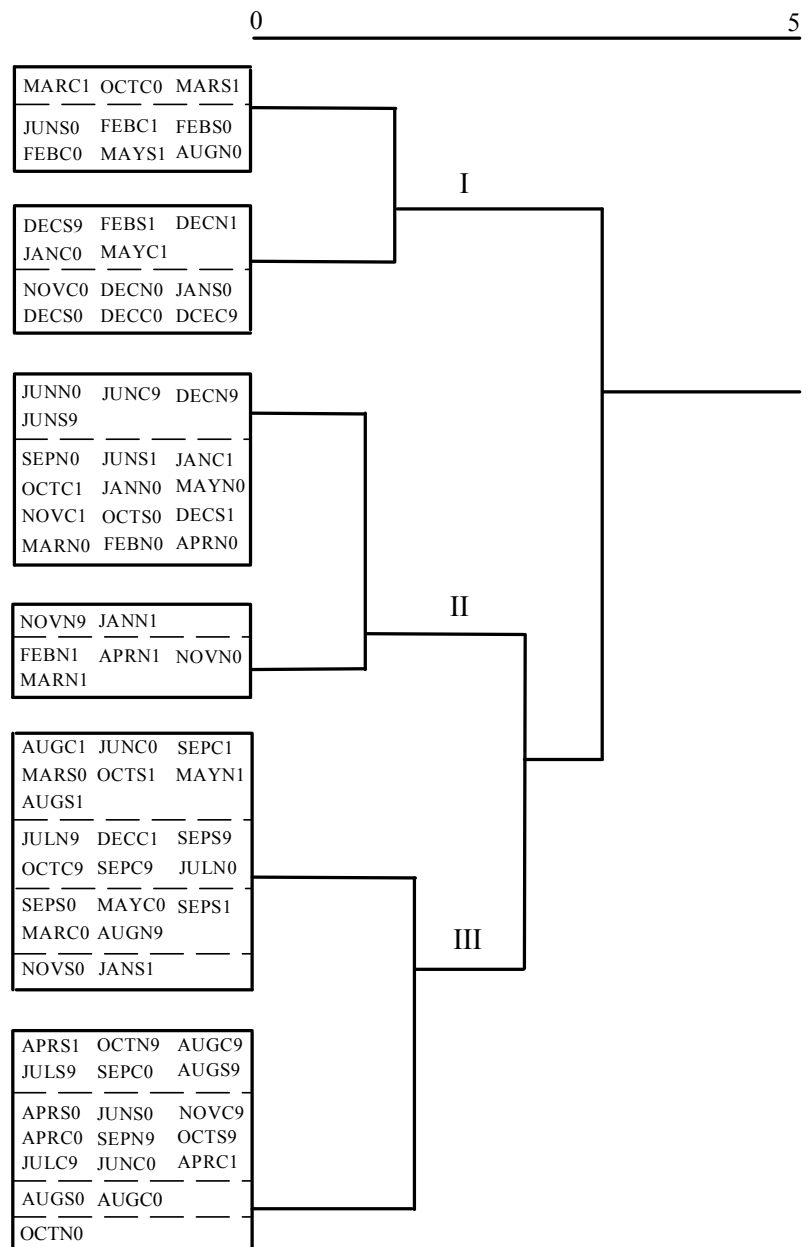 0 5
MARC1 OCTC0 MARS1
JUNS0 FEBC1 FEBS0
FEBC0 MAYS1 AUGN0
I
DECS9 FEBS1 DECN1
JANC0 MAYC1
NOVC0 DECN0 JANS0
DECS0 DECC0 DCEC9
JUNN0 JUNC9 DECN9
JUNS9
SEPN0 JUNS1 JANC1
OCTC1 JANN0 MAYN0
NOVC1 OCTS0 DECS1
MARN0 FEBN0 APRN0
II
NOVN9 JANN1
FEBN1 APRN1 NOVN0
MARN1
AUGC1 JUNC0 SEPC1
MARS0 OCTS1 MAYN1
AUGS1
JULN9 DECC1 SEPS9
OCTC9 SEPC9 JULN0
SEPS0 MAYC0 SEPS1
MARC0 AUGN9
III
NOVS0 JANS1
APRS1 OCTN9 AUGC9
JULS9 SEPC0 AUGS9
APRS0 JUNS0 NOVC9
APRC0 SEPN9 OCTS9
JULC9 JUNC0 APRC1
AUGS0 AUGC0
OCTN0